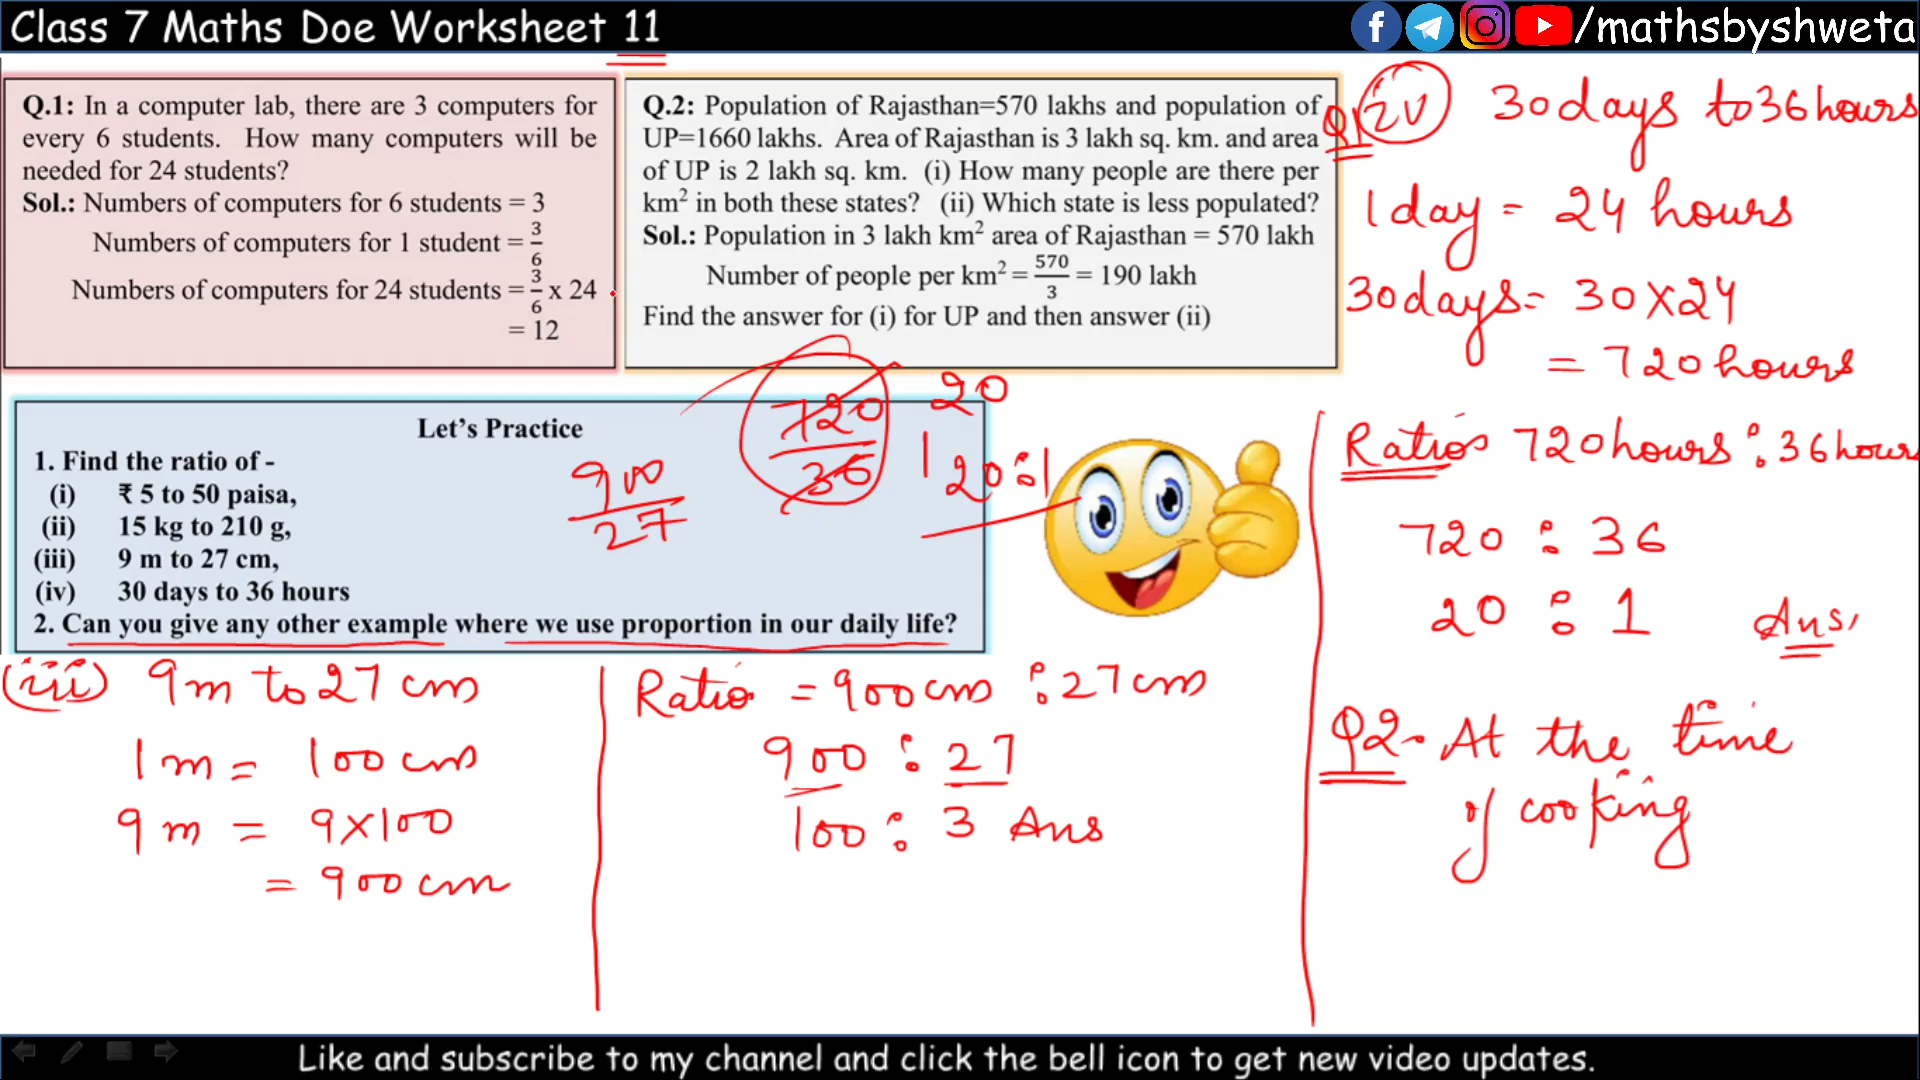 Class 7 Maths Doe Worksheet 11
/mathsbyshweta
Q.1: In a computer lab, there are 3 computers for
every 6 students. How many computers will be
needed for 24 students?
Sol.: Numbers of computers for 6 students = 3
Numbers of computers for 1 student = 3/6
Numbers of computers for 24 students = 3/6 x 24
= 12
Q.2: Population of Rajasthan=570 lakhs and population of
UP=1660 lakhs. Area of Rajasthan is 3 lakh sq. km. and area
of UP is 2 lakh sq. km. (i) How many people are there per
km² in both these states? (ii) Which state is less populated?
Sol.: Population in 3 lakh km² area of Rajasthan = 570 lakh
Number of people per km² = 570/3 = 190 lakh
Find the answer for (i) for UP and then answer (ii)
Let's Practice
1. Find the ratio of -
(i) ₹ 5 to 50 paisa,
(ii) 15 kg to 210 g,
(iii) 9 m to 27 cm,
(iv) 30 days to 36 hours
2. Can you give any other example where we use proportion in our daily life?
900/27
720/36
20
1
20:1
(iii) 9m to 27 cm
1m = 100 cm
9m = 9x100
= 900 cm
Ratio = 900 cm : 27 cm
900 : 27
100 : 3 Ans
Q1 iv 30 days to 36 hours
1 day = 24 hours
30 days = 30 x 24
= 720 hours
Ratio 720 hours : 36 hours
720 : 36
20 : 1 Ans,
Q2- At the time
of cooking
Like and subscribe to my channel and click the bell icon to get new video updates.